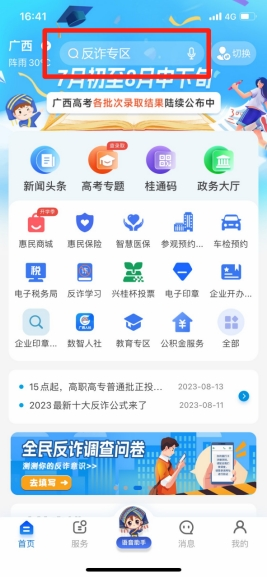 16:41
4G
广西
阵雨 30℃
反诈专区
切换
7月初至8月中下旬
广西高考各批次录取结果陆续公布中
新闻头条
高考专题
桂通码
政务大厅
开学季
惠民商城
惠民保险
智慧医保
参观预约...
车检预约
税
反诈
电子税务局
反诈学习
兴桂杯投票
电子印章
企业开办...
企业印章...
数智人社
教育专区
公积金服务
全部
15点起，高职高专普通批正投...
2023-08-13
2023最新十大反诈公式来了
2023-08-11
全民反诈调查问卷
测测你的反诈意识>>
去填写
首页
服务
语音助手
消息
我的